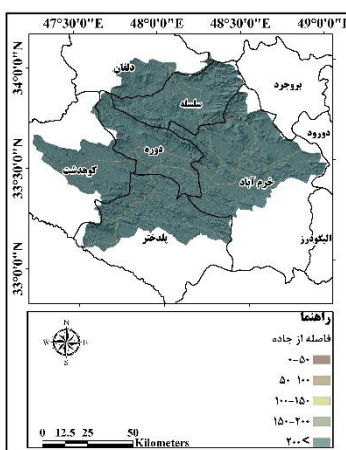 47°30'0"E 48°0'0"E 48°30'0"E 49°0'0"E
34°0'0"N
33°30'0"N
33°0'0"N
دلفان
سلسله
بروجرد
دورود
دوره
کوهدشت
خرم آباد
الیگودرز
پلدختر
راهنما
فاصله از جاده
۰-۵۰
۵۰-۱۰۰
۱۰۰-۱۵۰
۱۵۰-۲۰۰
۲۰۰>
N
W E
S
0 12.5 25 50
Kilometers